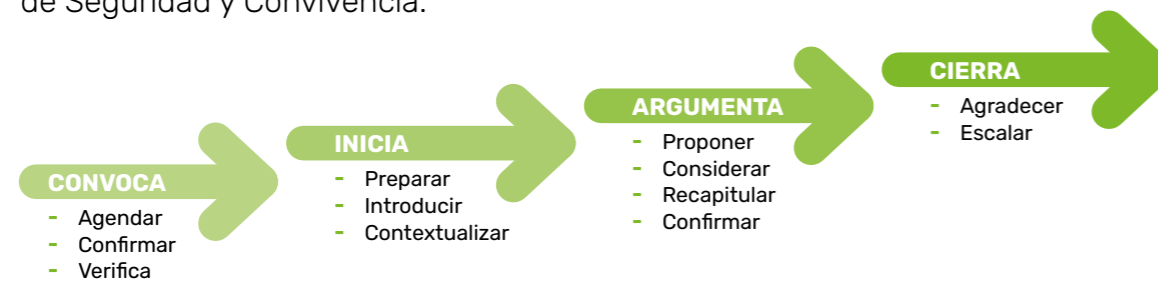 de Seguridad y Convivencia.
CONVOCA
- Agendar
- Confirmar
- Verifica
INICIA
- Preparar
- Introducir
- Contextualizar
ARGUMENTA
- Proponer
- Considerar
- Recapitular
- Confirmar
CIERRA
- Agradecer
- Escalar